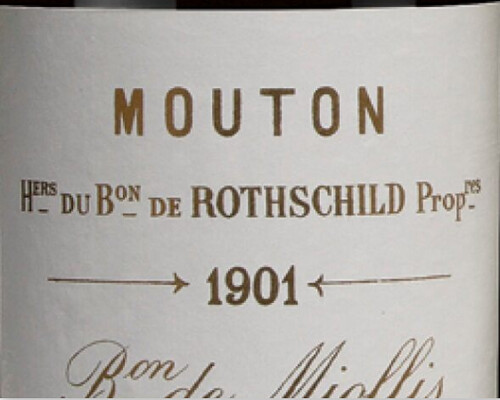 MOUTON
Hers DU Bon DE ROTHSCHILD Propres
1901
Bon de Miollis